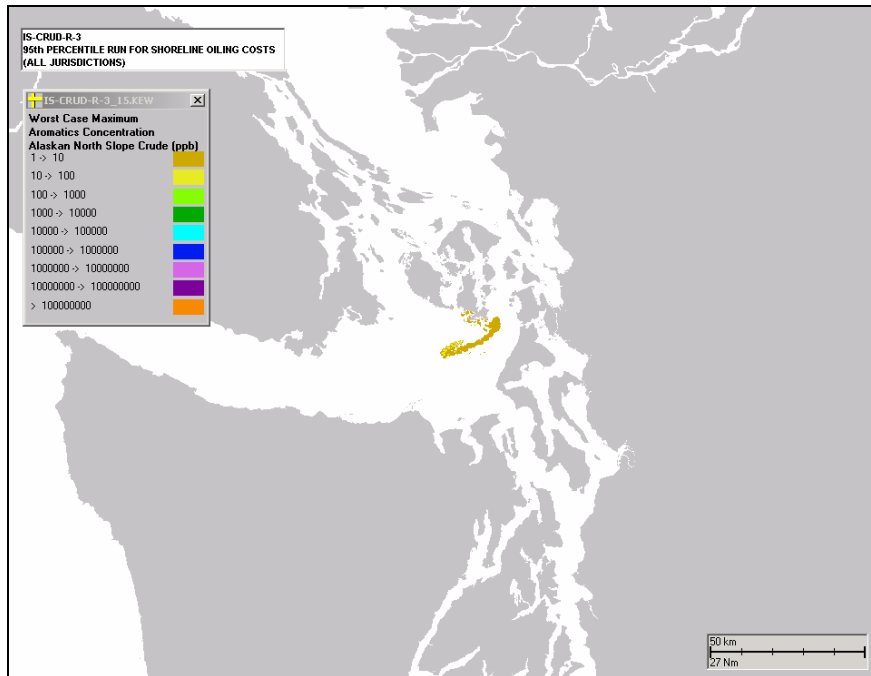 IS-CRUD-R-3
95th PERCENTILE RUN FOR SHORELINE OILING COSTS
(ALL JURISDICTIONS)
IS-CRUD-R-3_15.KEW
Worst Case Maximum
Aromatics Concentration
Alaskan North Slope Crude (ppb)
1 -> 10
10 -> 100
100 -> 1000
1000 -> 10000
10000 -> 100000
100000 -> 1000000
1000000 -> 10000000
10000000 -> 100000000
> 100000000
50 km
27 Nm